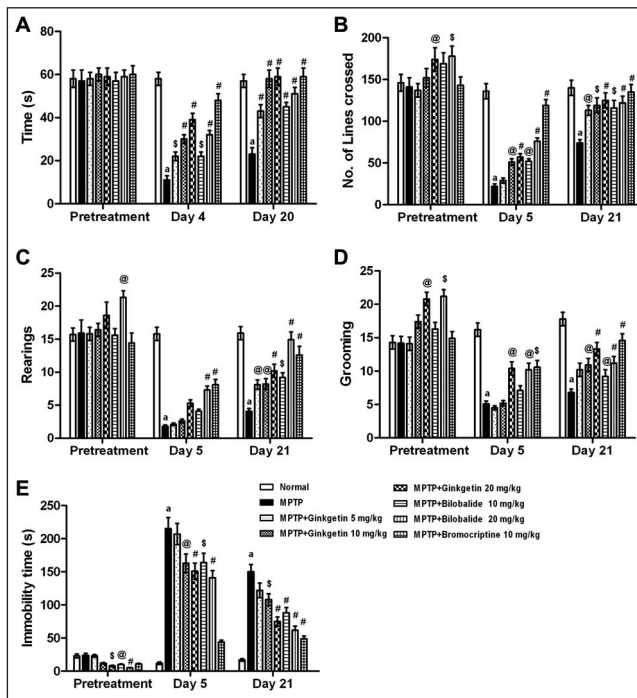 A
Time (s)
80
60
40
20
0
a
$
#
#
$
#
#
a
#
#
#
#
#
#
Pretreatment
Day 4
Day 20
B
No. of Lines crossed
200
150
100
50
0
@
$
a
@
#
@
#
#
a
@
$
#
$
#
#
Pretreatment
Day 5
Day 21
C
Rearings
30
25
20
15
10
5
0
@
a
#
#
a
@
@
#
$
#
#
Pretreatment
Day 5
Day 21
D
Grooming
25
20
15
10
5
0
@
$
a
@
@
$
a
@
#
@
#
#
Pretreatment
Day 5
Day 21
E
Immobility time (s)
250
200
150
100
50
0
$
@
#
a
@
#
$
#
a
$
#
#
#
#
Pretreatment
Day 5
Day 21
Normal
MPTP
MPTP+Ginkgetin 5 mg/kg
MPTP+Ginkgetin 10 mg/kg
MPTP+Ginkgetin 20 mg/kg
MPTP+Bilobalide 10 mg/kg
MPTP+Bilobalide 20 mg/kg
MPTP+Bromocriptine 10 mg/kg